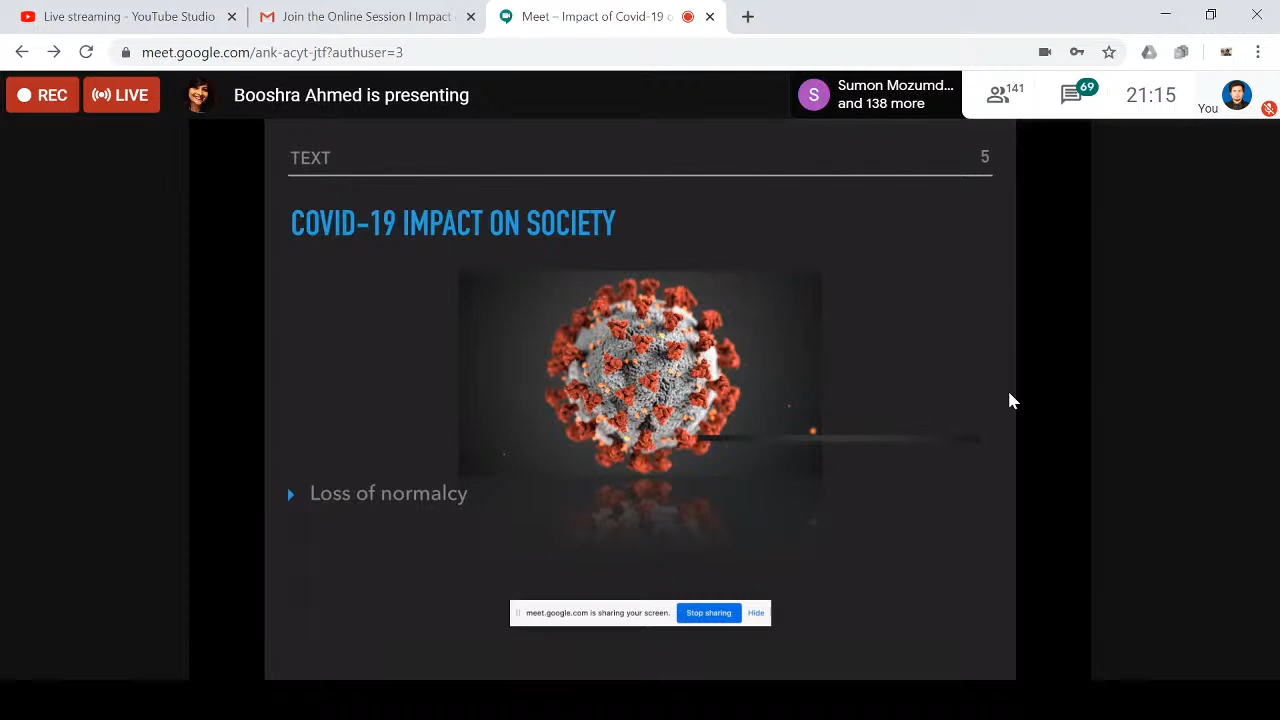 Live streaming - YouTube Studio
Join the Online Session I Impact
Meet – Impact of Covid-19 o
meet.google.com/ank-acyt-jtf?authuser=3
REC
LIVE
Booshra Ahmed is presenting
S
Sumon Mozumd...
and 138 more
141
69
21:15
You
TEXT
5
COVID-19 IMPACT ON SOCIETY
Loss of normalcy
meet.google.com is sharing your screen.
Stop sharing
Hide